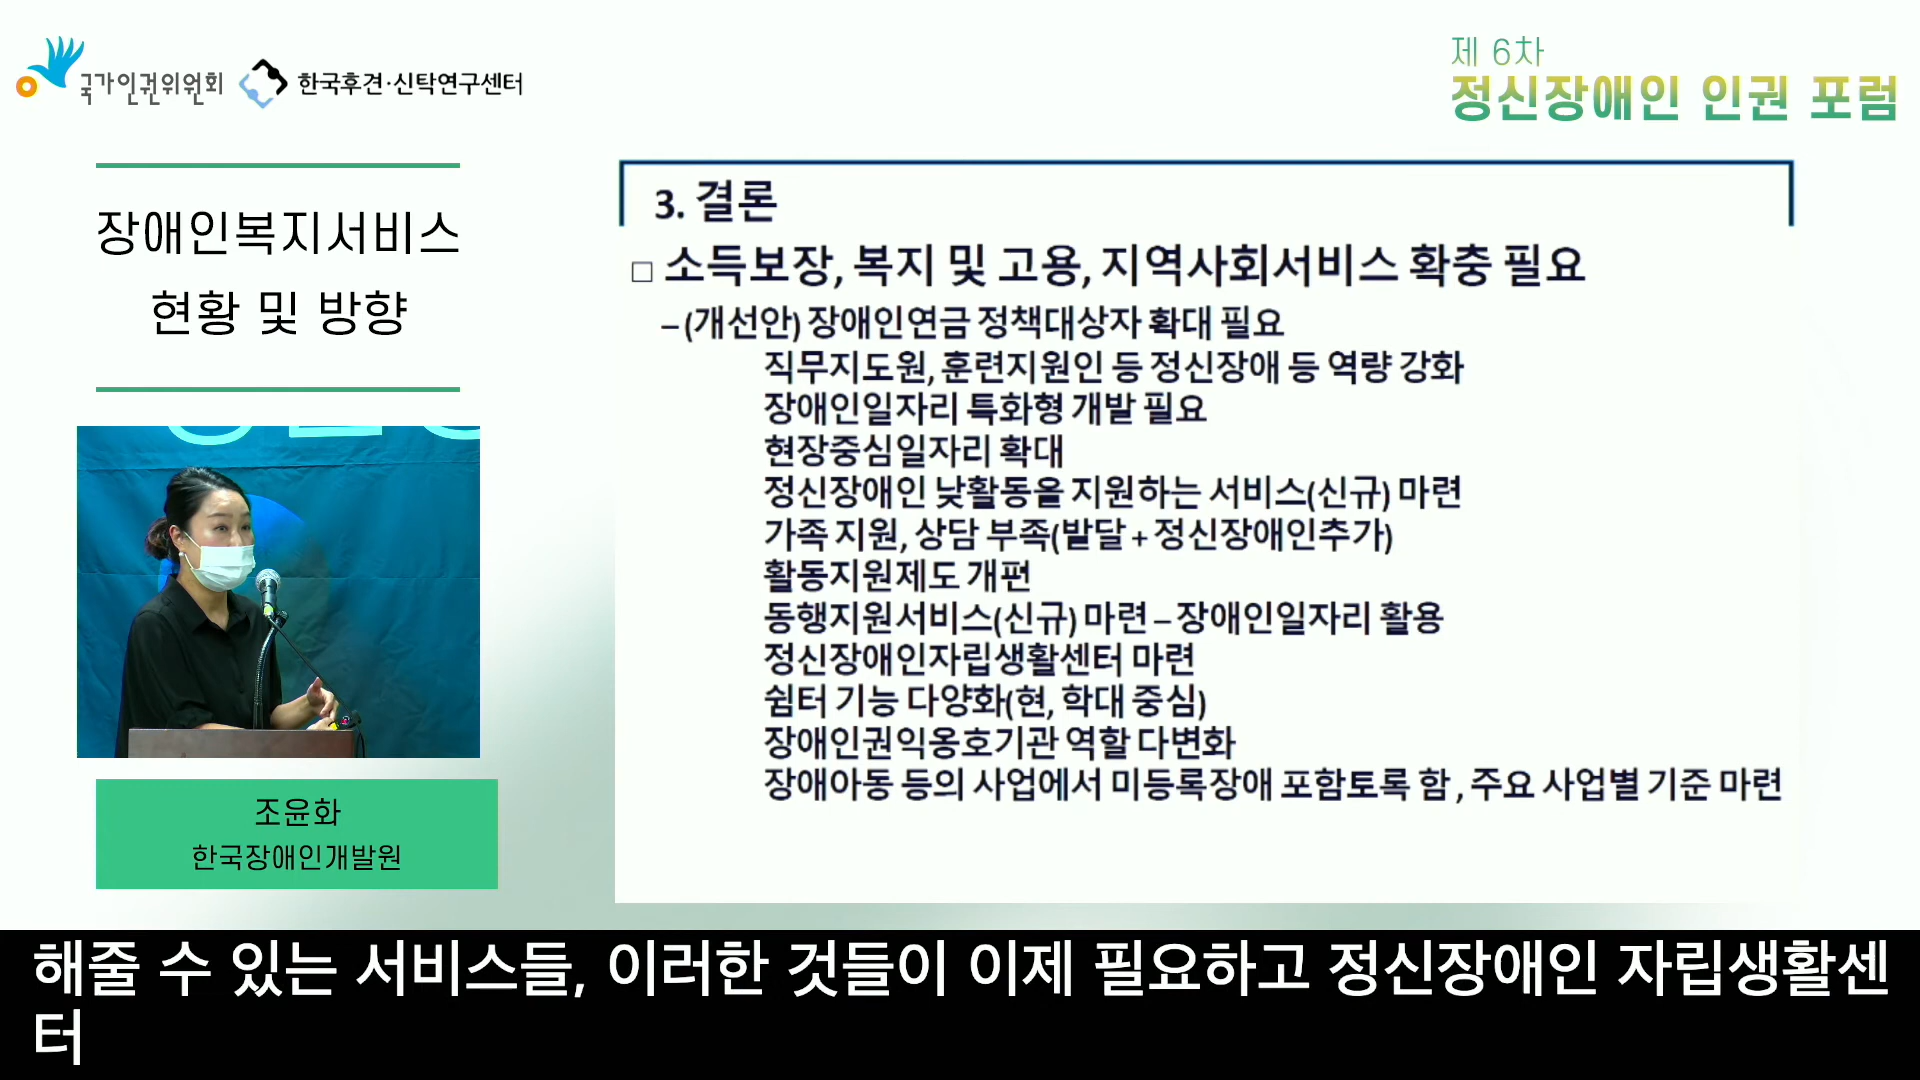 국가인권위원회
한국후견·신탁연구센터
제 6차
정신장애인 인권 포럼
장애인복지서비스
현황 및 방향
3. 결론
□ 소득보장, 복지 및 고용, 지역사회서비스 확충 필요
– (개선안) 장애인연금 정책대상자 확대 필요
직무지도원, 훈련지원인 등 정신장애 등 역량 강화
장애인일자리 특화형 개발 필요
현장중심일자리 확대
정신장애인 낮활동을 지원하는 서비스(신규) 마련
가족 지원, 상담 부족(발달 + 정신장애인추가)
활동지원제도 개편
동행지원서비스(신규) 마련 – 장애인일자리 활용
정신장애인자립생활센터 마련
쉼터 기능 다양화(현, 학대 중심)
장애인권익옹호기관 역할 다변화
장애아동 등의 사업에서 미등록장애 포함토록 함 , 주요 사업별 기준 마련
조윤화
한국장애인개발원
해줄 수 있는 서비스들, 이러한 것들이 이제 필요하고 정신장애인 자립생활센
터